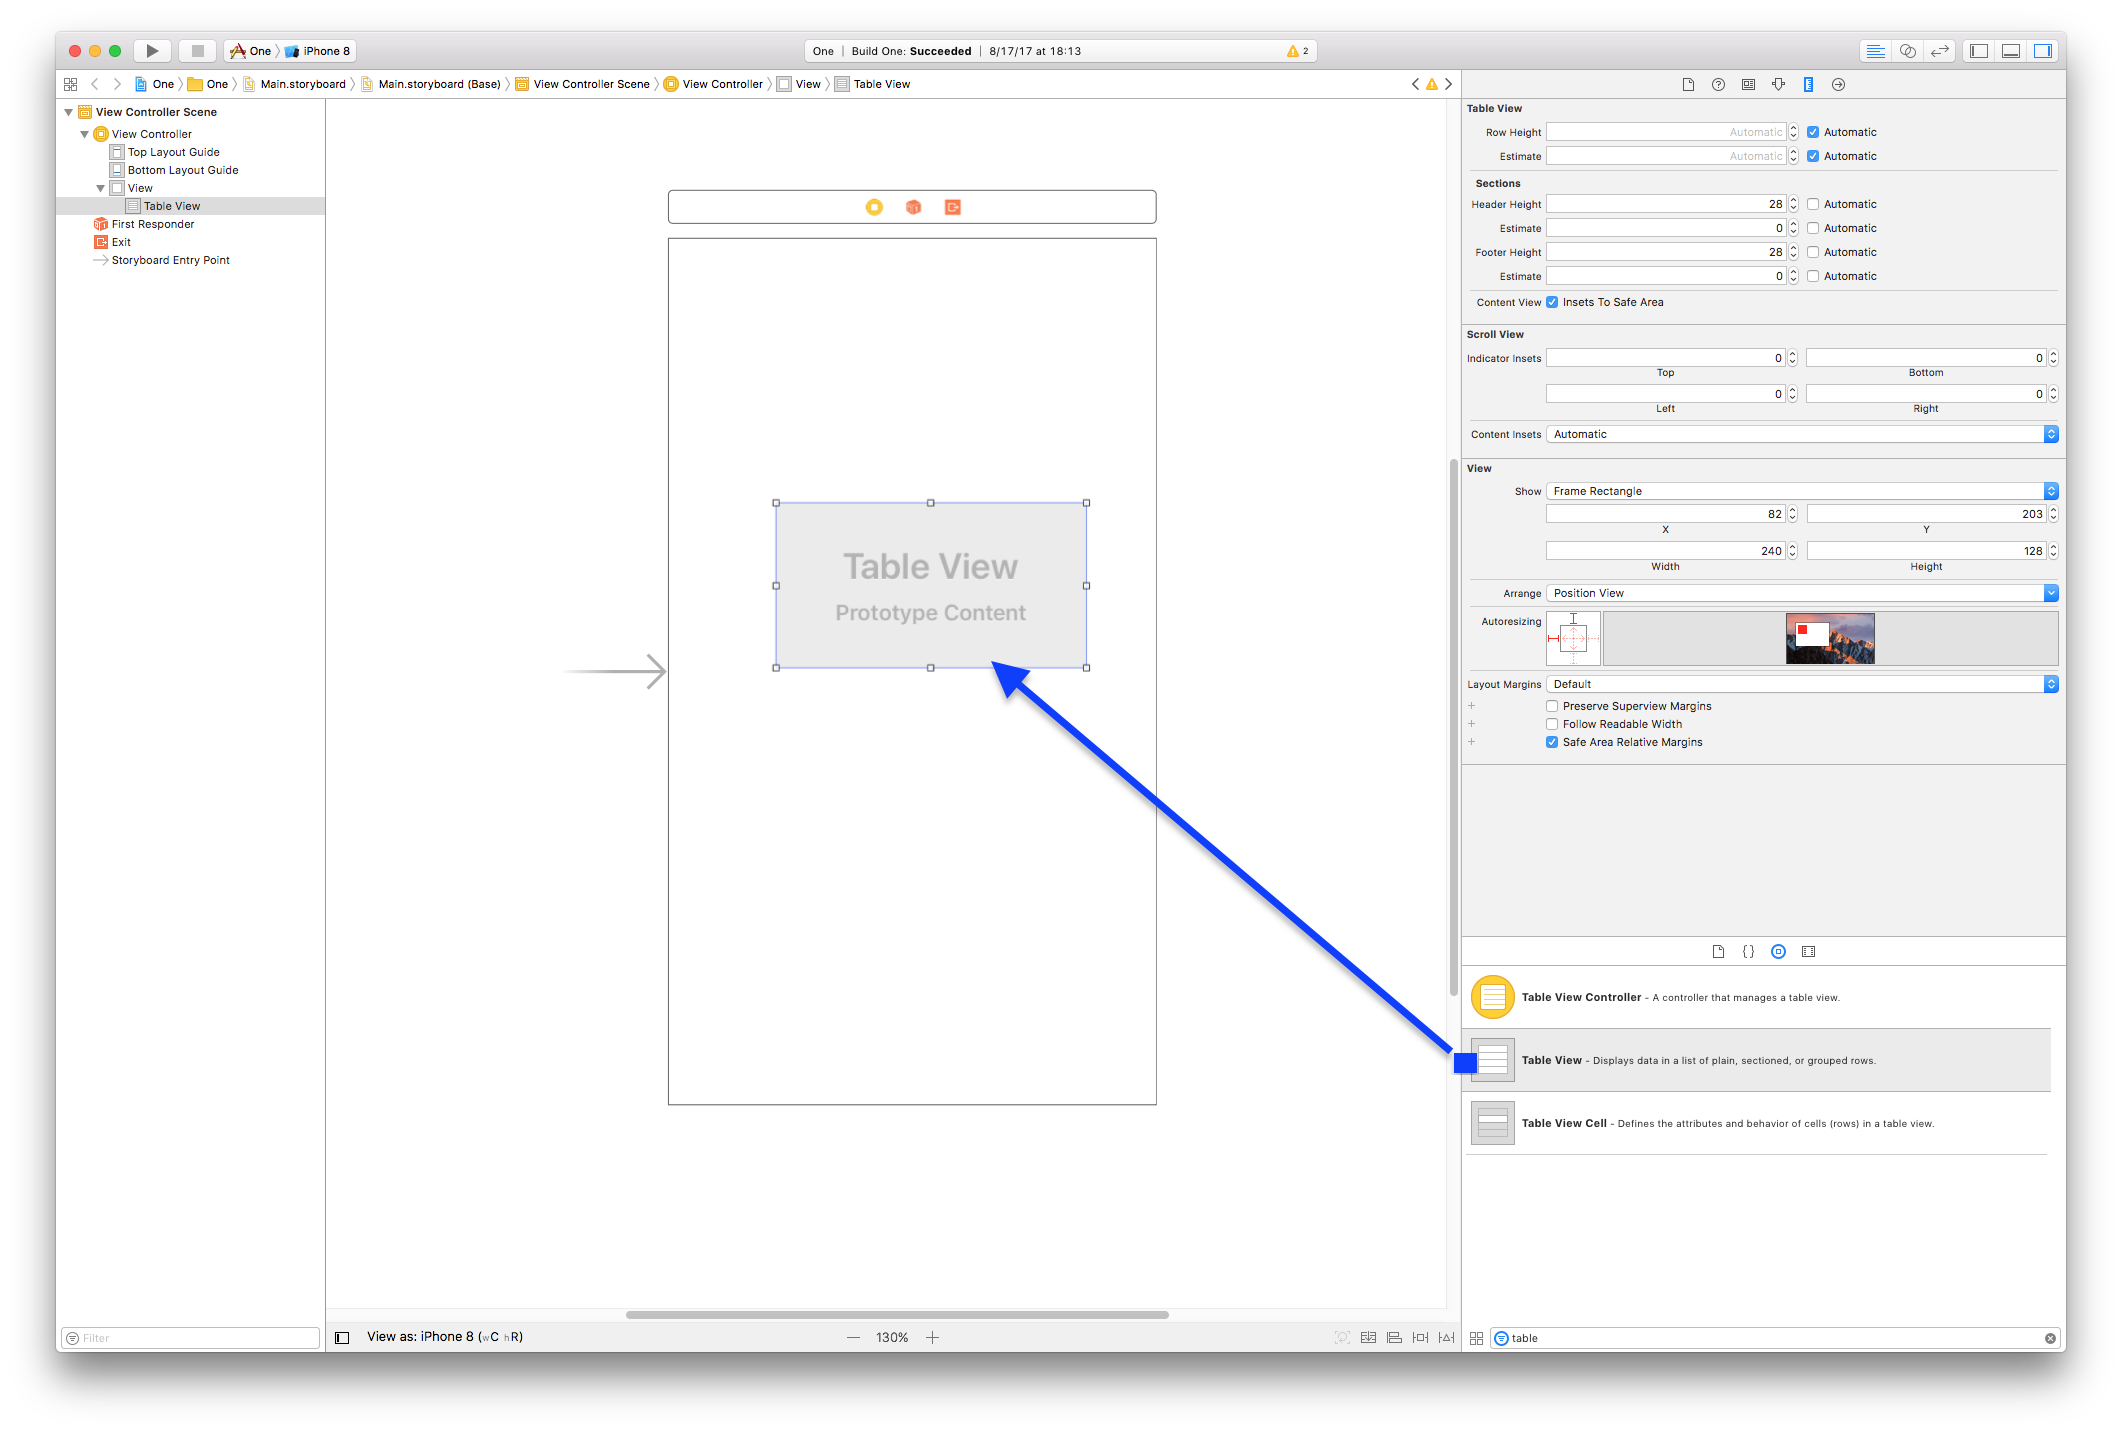 One iPhone 8
One | Build One: Succeeded | 8/17/17 at 18:13
2
One One Main.storyboard Main.storyboard (Base) View Controller Scene View Controller View Table View
View Controller Scene
View Controller
Top Layout Guide
Bottom Layout Guide
View
Table View
First Responder
Exit
Storyboard Entry Point
Filter
Table View
Prototype Content
View as: iPhone 8 (wC hR)
130%
Table View
Row Height Automatic Automatic
Estimate Automatic Automatic
Sections
Header Height 28 Automatic
Estimate 0 Automatic
Footer Height 28 Automatic
Estimate 0 Automatic
Content View Insets To Safe Area
Scroll View
Indicator Insets 0 0
Top Bottom
0 0
Left Right
Content Insets Automatic
View
Show Frame Rectangle
82 203
X Y
240 128
Width Height
Arrange Position View
Autoresizing
Layout Margins Default
+ Preserve Superview Margins
+ Follow Readable Width
+ Safe Area Relative Margins
{}
Table View Controller - A controller that manages a table view.
Table View - Displays data in a list of plain, sectioned, or grouped rows.
Table View Cell - Defines the attributes and behavior of cells (rows) in a table view.
table